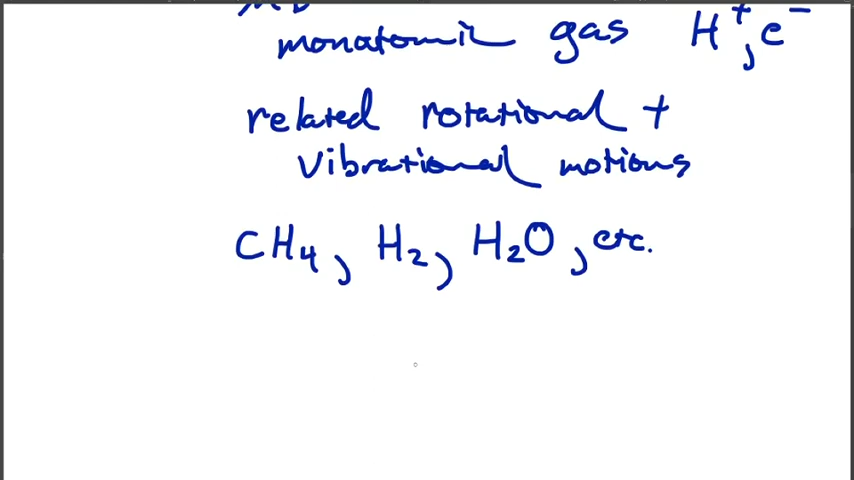 monatomic gas H⁺, e⁻
related rotational +
vibrational motions
CH₄, H₂, H₂O, etc.